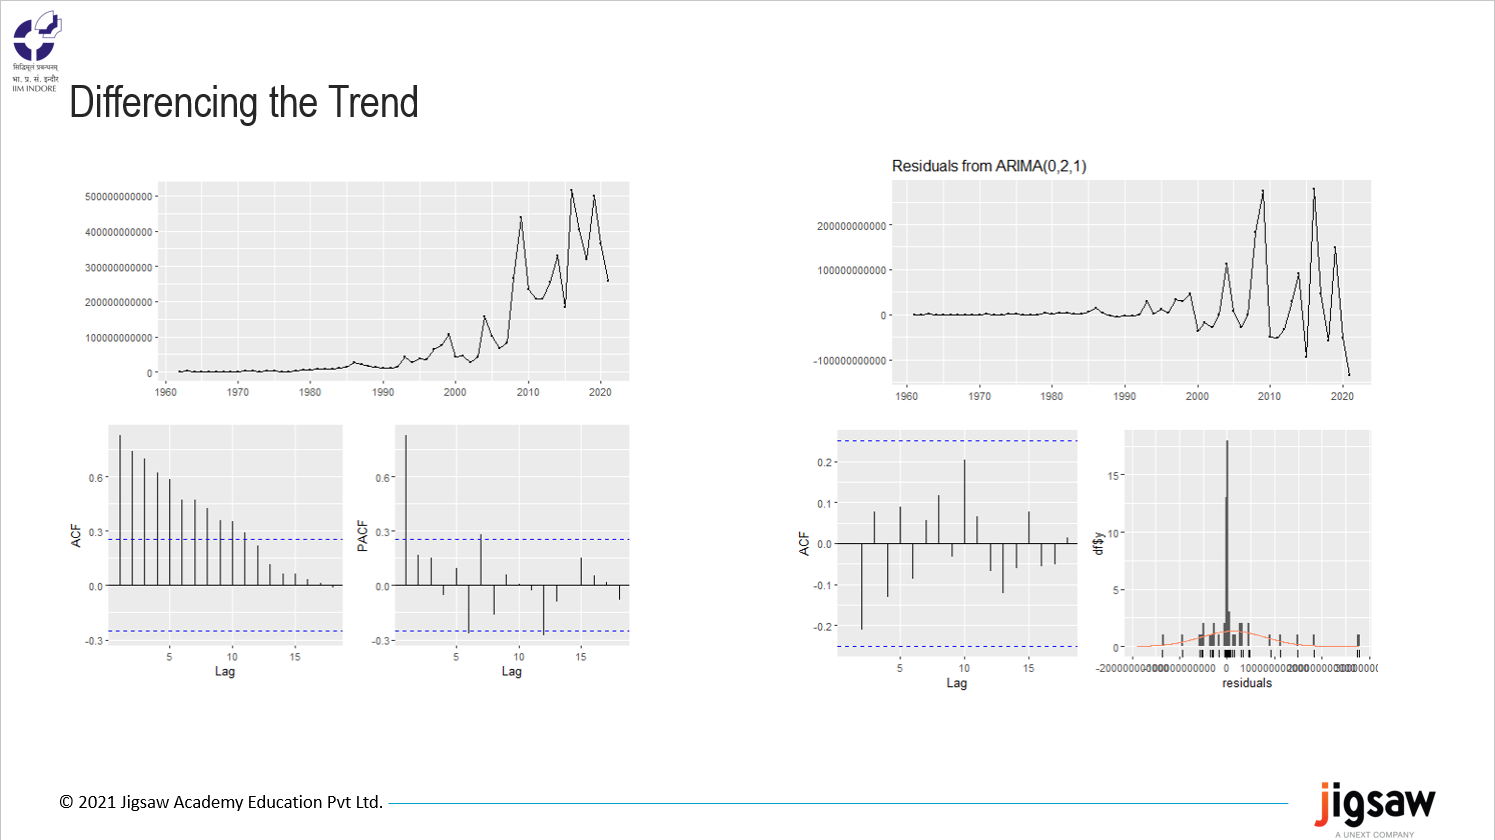 सिद्धिमूलं प्रबन्धनम्
भा. प्र. सं. इन्दौर
IIM INDORE
Differencing the Trend
500000000000
400000000000
300000000000
200000000000
100000000000
0
1960 1970 1980 1990 2000 2010 2020
ACF
0.6
0.3
0.0
-0.3
5 10 15
Lag
PACF
0.6
0.3
0.0
-0.3
5 10 15
Lag
Residuals from ARIMA(0,2,1)
200000000000
100000000000
0
-100000000000
1960 1970 1980 1990 2000 2010 2020
ACF
0.2
0.1
0.0
-0.1
-0.2
5 10 15
Lag
df$y
15
10
5
0
0
residuals
© 2021 Jigsaw Academy Education Pvt Ltd.
jigsaw
A UNEXT COMPANY